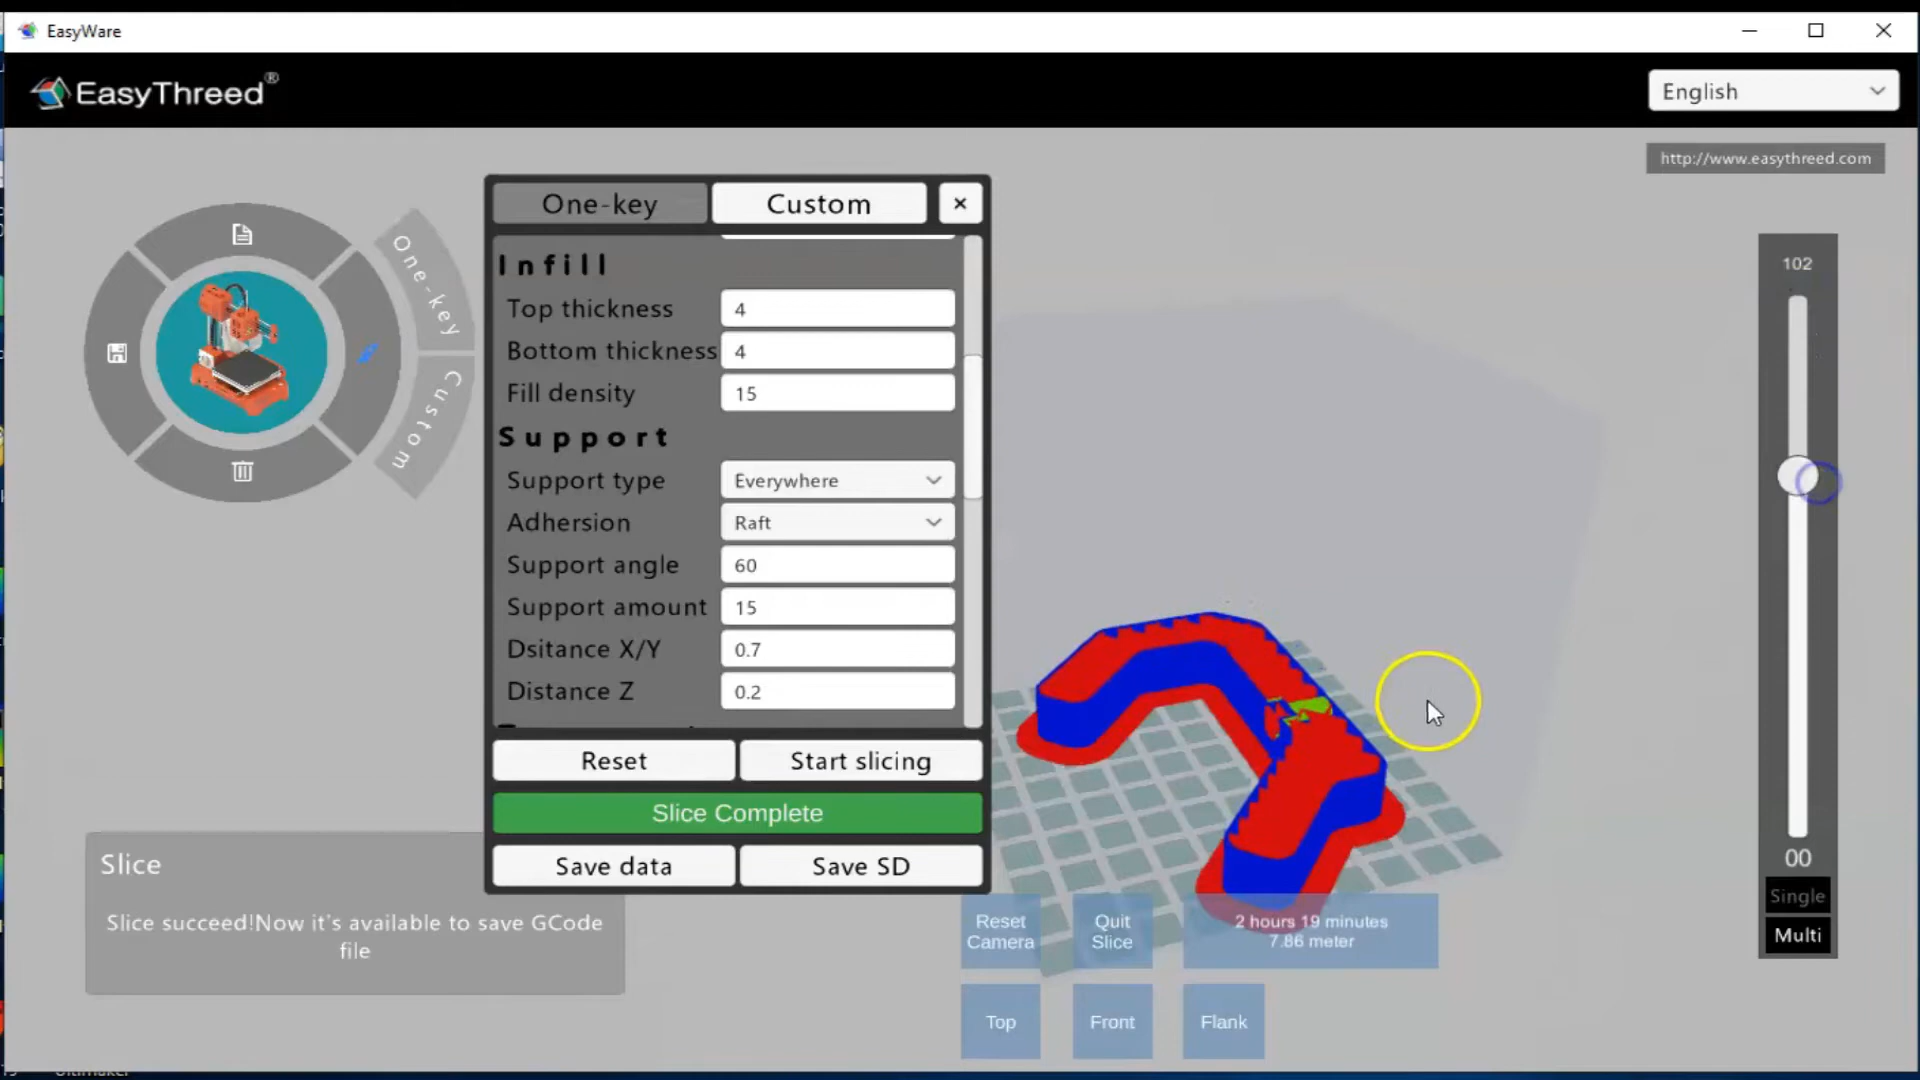 EasyWare
EasyThreed®
English
http://www.easythreed.com
One-key
Custom
One-key
Custom
×
Infill
Top thickness 4
Bottom thickness 4
Fill density 15
Support
Support type Everywhere
Adhersion Raft
Support angle 60
Support amount 15
Dsitance X/Y 0.7
Distance Z 0.2
Reset
Start slicing
Slice Complete
Save data
Save SD
Slice
Slice succeed!Now it's available to save GCode
file
102
00
Single
Multi
Reset
Camera
Quit
Slice
2 hours 19 minutes
7.86 meter
Top
Front
Flank